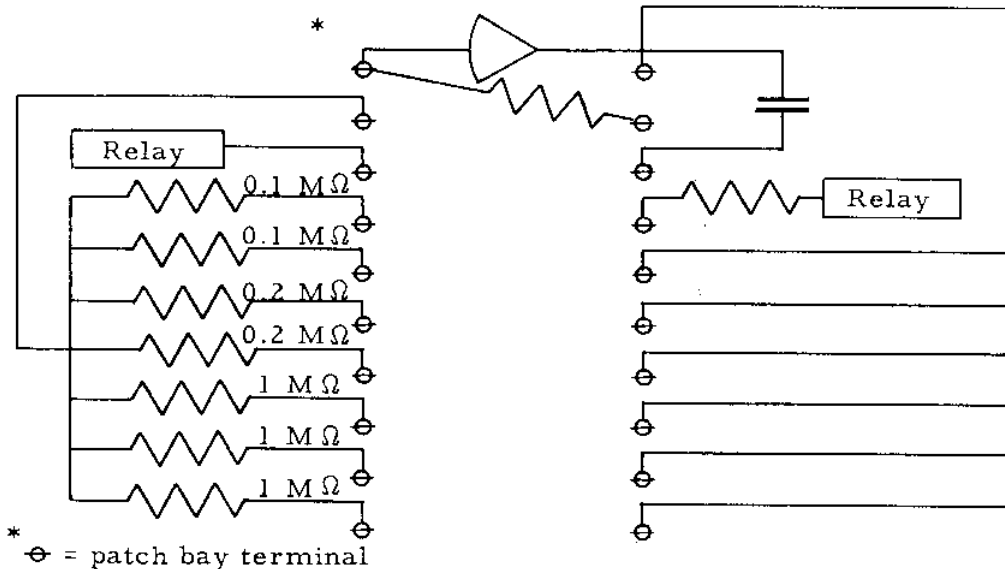 *
Relay
0.1 MΩ
Relay
0.1 MΩ
0.2 MΩ
0.2 MΩ
1 MΩ
1 MΩ
1 MΩ
* ⊖ = patch bay terminal